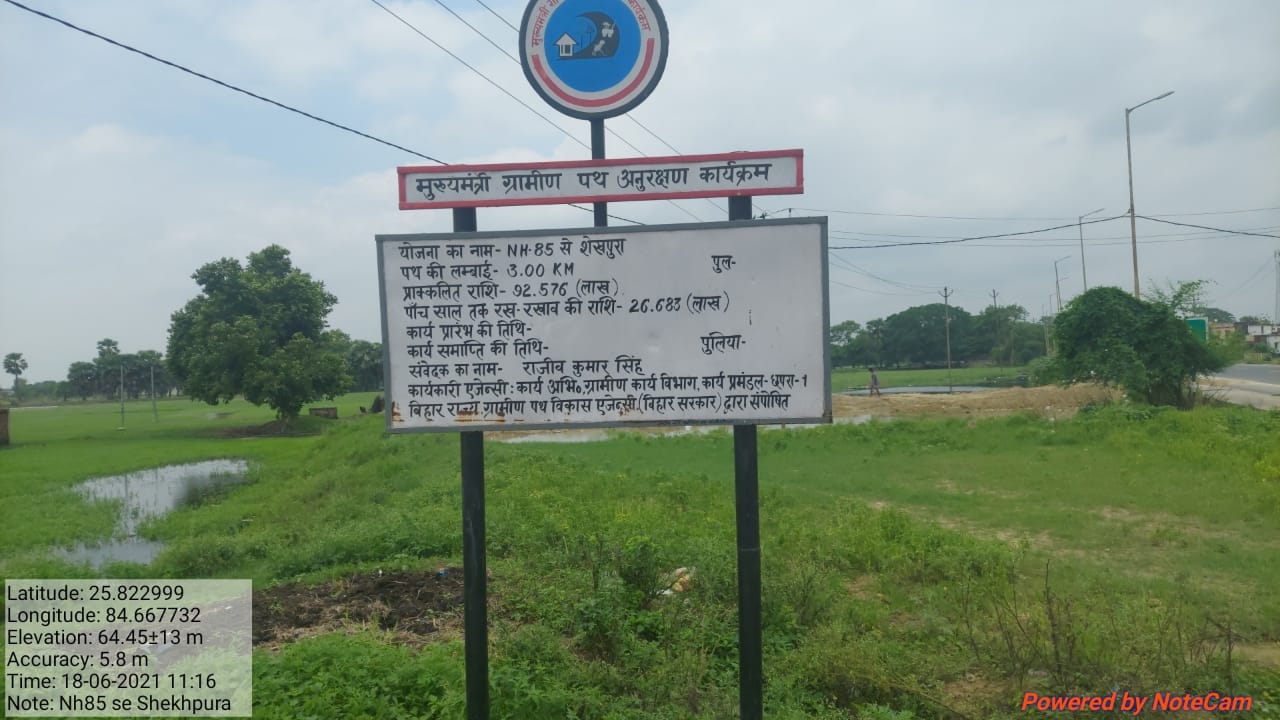 मुख्यमंत्री ग्रामीण पथ अनुरक्षण कार्यक्रम
योजना का नाम- NH-85 से शेखपुरा
पथ की लम्बाई- 3.00 KM पुल-
प्राक्कलित राशि- 92.576 (लाख)
पाँच साल तक रख-रखाव की राशि- 26.683 (लाख)
कार्य प्रारंभ की तिथि-
कार्य समाप्ति की तिथि- पुलिया-
संवेदक का नाम- राजीव कुमार सिंह
कार्यकारी एजेन्सी: कार्य अभि०, ग्रामीण कार्य विभाग, कार्य प्रमंडल- छपरा-1
बिहार राज्य ग्रामीण पथ विकास एजेन्सी (बिहार सरकार) द्वारा संपोषित
Latitude: 25.822999
Longitude: 84.667732
Elevation: 64.45±13 m
Accuracy: 5.8 m
Time: 18-06-2021 11:16
Note: Nh85 se Shekhpura
Powered by NoteCam